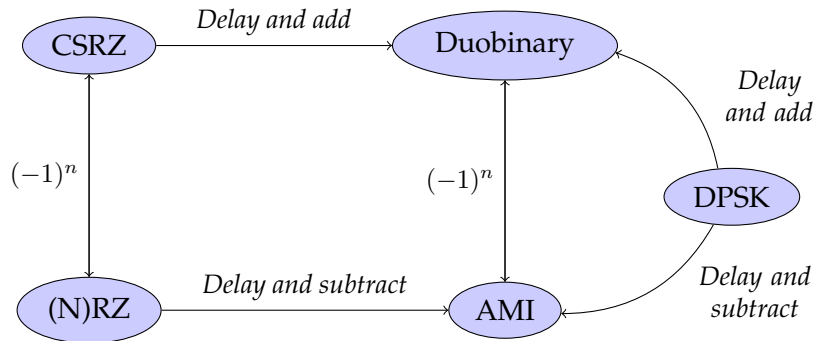 Delay and add
CSRZ
Duobinary
Delay
and add
(−1)ⁿ
(−1)ⁿ
DPSK
Delay and subtract
Delay and
subtract
(N)RZ
AMI